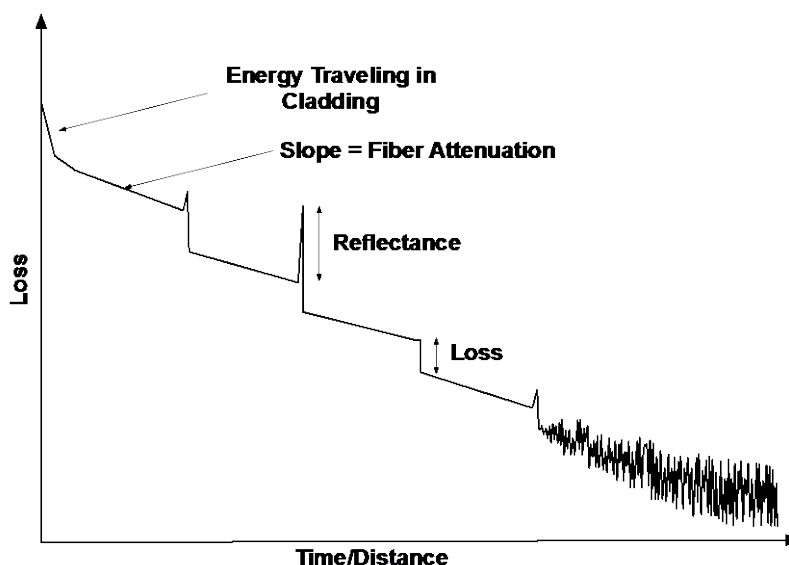 Energy Traveling in
Cladding
Slope = Fiber Attenuation
Reflectance
Loss
Loss
Time/Distance